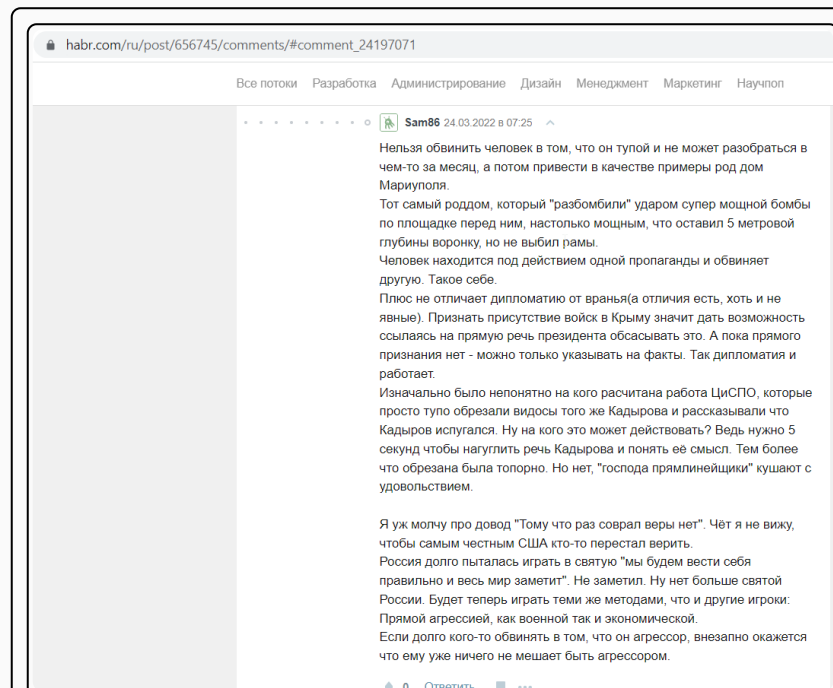 habr.com/ru/post/656745/comments/#comment_24197071
Все потоки Разработка Администрирование Дизайн Менеджмент Маркетинг Научпоп
Sam86 24.03.2022 в 07:25
Нельзя обвинить человек в том, что он тупой и не может разобраться в
чем-то за месяц, а потом привести в качестве примеры род дом
Мариуполя.
Тот самый роддом, который "разбомбили" ударом супер мощной бомбы
по площадке перед ним, настолько мощным, что оставил 5 метровой
глубины воронку, но не выбил рамы.
Человек находится под действием одной пропаганды и обвиняет
другую. Такое себе.
Плюс не отличает дипломатию от вранья(а отличия есть, хоть и не
явные). Признать присутствие войск в Крыму значит дать возможность
ссылаясь на прямую речь президента обсасывать это. А пока прямого
признания нет - можно только указывать на факты. Так дипломатия и
работает.
Изначально было непонятно на кого расчитана работа ЦиСПО, которые
просто тупо обрезали видосы того же Кадырова и рассказывали что
Кадыров испугался. Ну на кого это может действовать? Ведь нужно 5
секунд чтобы нагуглить речь Кадырова и понять её смысл. Тем более
что обрезана была топорно. Но нет, "господа прямлинейщики" кушают с
удовольствием.
Я уж молчу про довод "Тому что раз соврал веры нет". Чёт я не вижу,
чтобы самым честным США кто-то перестал верить.
Россия долго пыталась играть в святую "мы будем вести себя
правильно и весь мир заметит". Не заметил. Ну нет больше святой
России. Будет теперь играть теми же методами, что и другие игроки:
Прямой агрессией, как военной так и экономической.
Если долго кого-то обвинять в том, что он агрессор, внезапно окажется
что ему уже ничего не мешает быть агрессором.
0 Ответить